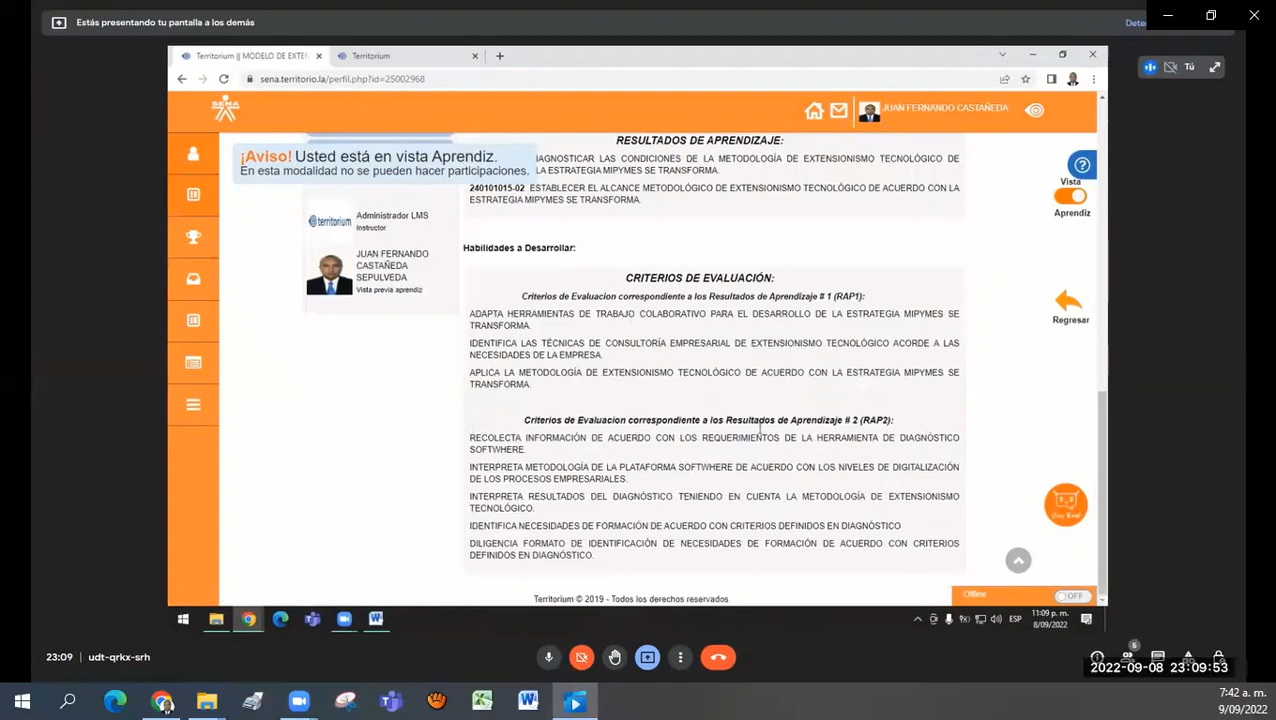 Estás presentando tu pantalla a los demás
Dete
Territorium || MODELO DE EXTEN
Territorium
sena.territorio.la/perfil.php?id=25002968
Tú
SENA
JUAN FERNANDO CASTAÑEDA
¡Aviso! Usted está en vista Aprendiz.
En esta modalidad no se pueden hacer participaciones.
RESULTADOS DE APRENDIZAJE:
IAGNOSTICAR LAS CONDICIONES DE LA METODOLOGÍA DE EXTENSIONISMO TECNOLÓGICO DE
LA ESTRATEGIA MIPYMES SE TRANSFORMA.
240101015-02 ESTABLECER EL ALCANCE METODOLÓGICO DE EXTENSIONISMO TECNOLÓGICO DE ACUERDO CON LA
ESTRATEGIA MIPYMES SE TRANSFORMA.
Vista
Aprendiz
territorium
Administrador LMS
Instructor
JUAN FERNANDO
CASTAÑEDA
SEPULVEDA
Vista previa aprendiz
Habilidades a Desarrollar:
CRITERIOS DE EVALUACIÓN:
Criterios de Evaluacion correspondiente a los Resultados de Aprendizaje # 1 (RAP1):
ADAPTA HERRAMIENTAS DE TRABAJO COLABORATIVO PARA EL DESARROLLO DE LA ESTRATEGIA MIPYMES SE
TRANSFORMA.
IDENTIFICA LAS TÉCNICAS DE CONSULTORÍA EMPRESARIAL DE EXTENSIONISMO TECNOLÓGICO ACORDE A LAS
NECESIDADES DE LA EMPRESA.
APLICA LA METODOLOGÍA DE EXTENSIONISMO TECNOLÓGICO DE ACUERDO CON LA ESTRATEGIA MIPYMES SE
TRANSFORMA.
Regresar
Criterios de Evaluacion correspondiente a los Resultados de Aprendizaje # 2 (RAP2):
RECOLECTA INFORMACIÓN DE ACUERDO CON LOS REQUERIMIENTOS DE LA HERRAMIENTA DE DIAGNÓSTICO
SOFTWHERE.
INTERPRETA METODOLOGÍA DE LA PLATAFORMA SOFTWHERE DE ACUERDO CON LOS NIVELES DE DIGITALIZACIÓN
DE LOS PROCESOS EMPRESARIALES.
INTERPRETA RESULTADOS DEL DIAGNÓSTICO TENIENDO EN CUENTA LA METODOLOGÍA DE EXTENSIONISMO
TECNOLÓGICO.
IDENTIFICA NECESIDADES DE FORMACIÓN DE ACUERDO CON CRITERIOS DEFINIDOS EN DIAGNÓSTICO
DILIGENCIA FORMATO DE IDENTIFICACIÓN DE NECESIDADES DE FORMACIÓN DE ACUERDO CON CRITERIOS
DEFINIDOS EN DIAGNÓSTICO.
¡Soy Eva!
Territorium © 2019 - Todos los derechos reservados
Offline
OFF
ESP
11:09 p. m.
8/09/2022
23:09
udt-qrkx-srh
6
2022-09-08 23:09:53
7:42 a. m.
9/09/2022